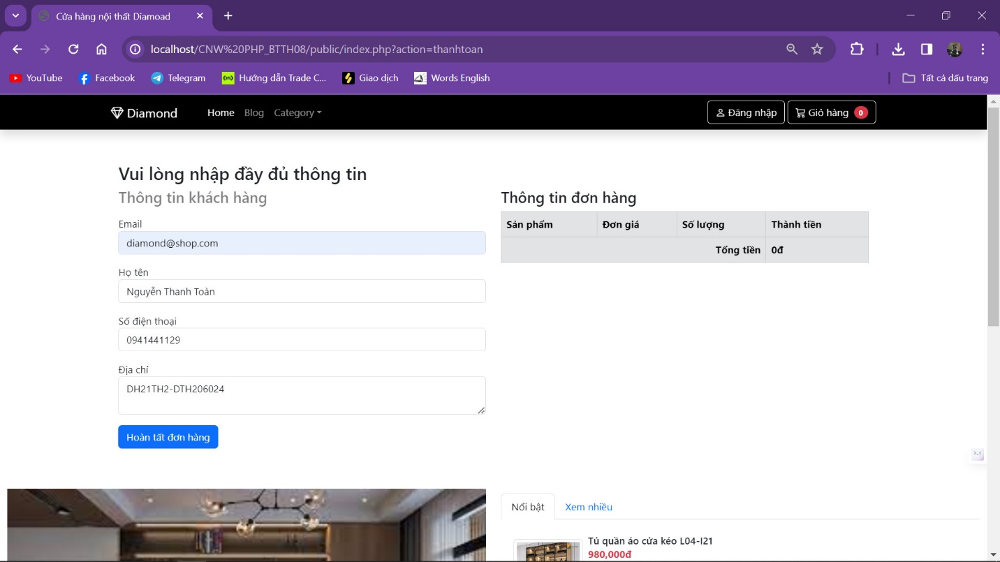 Cửa hàng nội thất Diamoad
localhost/CNW%20PHP_BTTH08/public/index.php?action=thanhtoan
YouTube Facebook Telegram Hướng dẫn Trade C... Giao dịch Words English Tất cả dấu trang
Diamond Home Blog Category Đăng nhập Giỏ hàng 0
Vui lòng nhập đầy đủ thông tin
Thông tin khách hàng
Email
diamond@shop.com
Họ tên
Nguyễn Thanh Toàn
Số điện thoại
0941441129
Địa chỉ
DH21TH2-DTH206024
Hoàn tất đơn hàng
Thông tin đơn hàng
Sản phẩm Đơn giá Số lượng Thành tiền
Tổng tiền 0đ
Nổi bật Xem nhiều
Tủ quần áo cửa kéo L04-I21
980,000đ